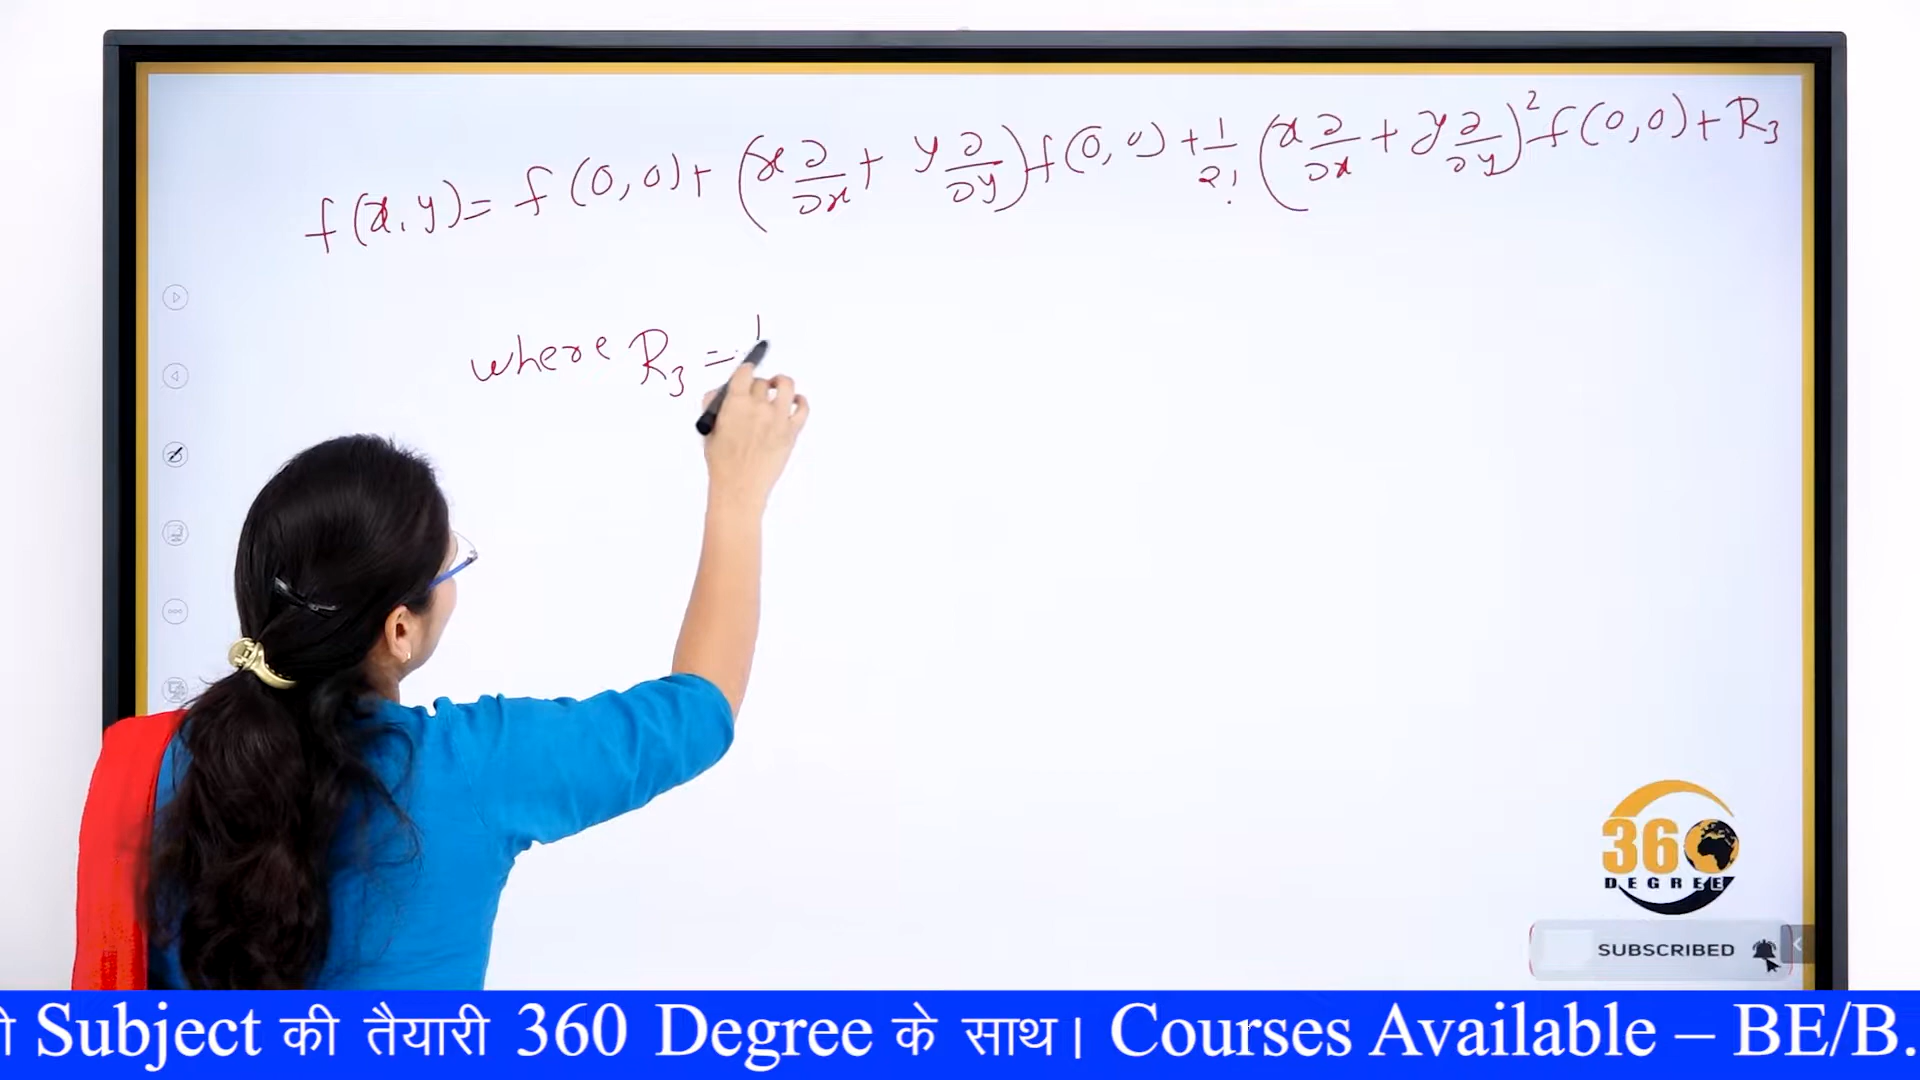 f(x,y) = f(0,0) + (x ∂/∂x + y ∂/∂y) f(0,0) + 1/2! (x ∂/∂x + y ∂/∂y)² f(0,0) + R₃
where R₃ = 1
360
DEGREE
SUBSCRIBED
Subject की तैयारी 360 Degree के साथ। Courses Available – BE/B.